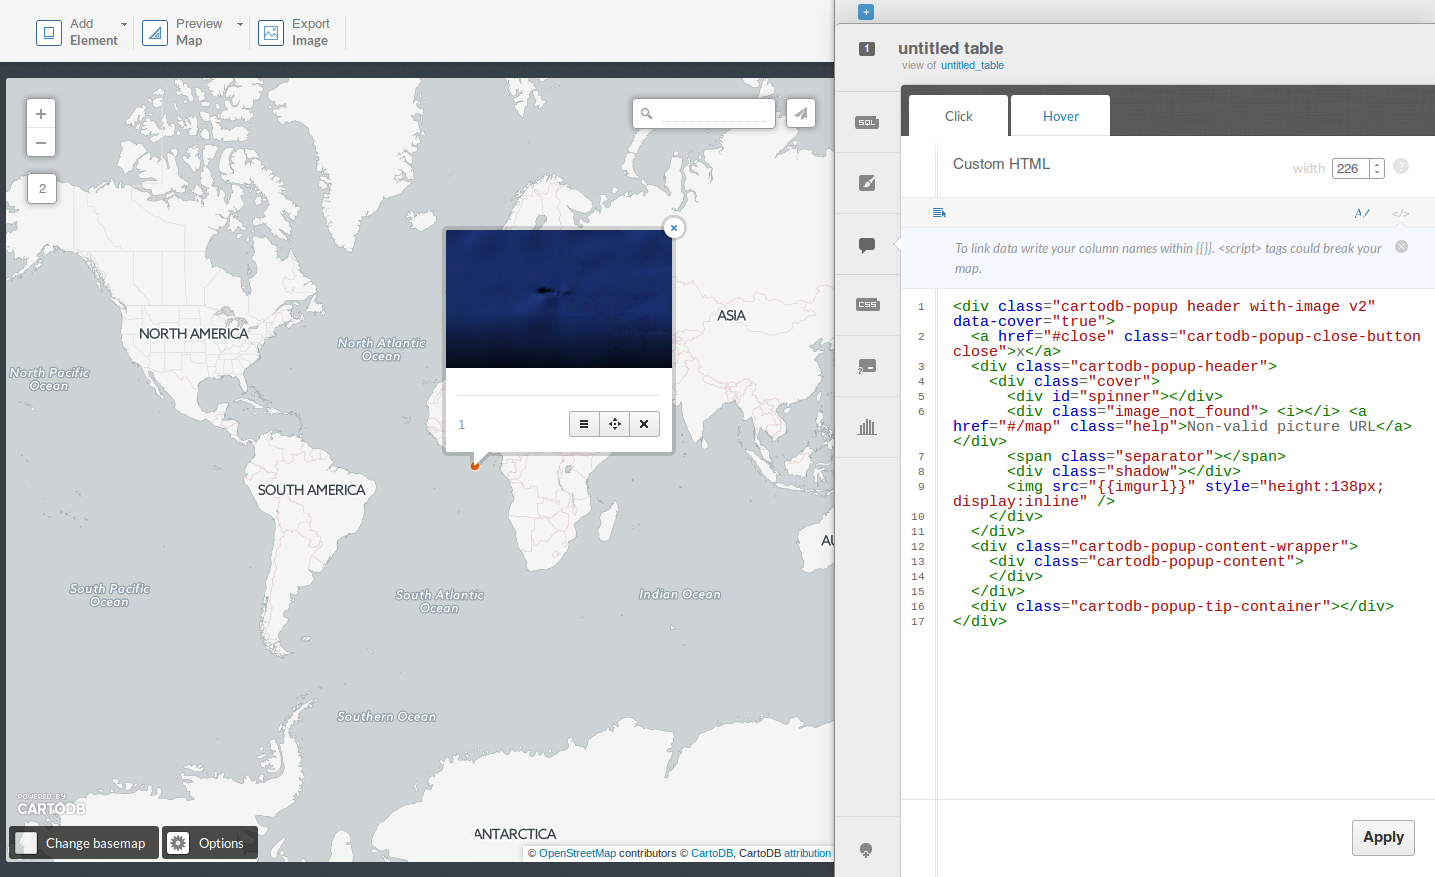 Add
Element
Preview
Map
Export
Image
+
−
2
NORTH AMERICA
North Atlantic
Ocean
North Pacific
Ocean
ASIA
1
SOUTH AMERICA
AU
South Pacific
Ocean
South Atlantic
Ocean
Indian Ocean
Southern Ocean
POWERED BY
CARTODB
ANTARCTICA
Change basemap
Options
© OpenStreetMap contributors © CartoDB, CartoDB attribution
+
1
untitled table
view of untitled_table
SQL
CSS
Click
Hover
Custom HTML
width 226 ?
</>
To link data write your column names within {{}}. <script> tags could break your
map.
1 <div class="cartodb-popup header with-image v2"
data-cover="true">
2 <a href="#close" class="cartodb-popup-close-button
close">x</a>
3 <div class="cartodb-popup-header">
4 <div class="cover">
5 <div id="spinner"></div>
6 <div class="image_not_found"> <i></i> <a
href="#/map" class="help">Non-valid picture URL</a>
</div>
7 <span class="separator"></span>
8 <div class="shadow"></div>
9 <img src="{{imgurl}}" style="height:138px;
display:inline" />
10 </div>
11 </div>
12 <div class="cartodb-popup-content-wrapper">
13 <div class="cartodb-popup-content">
14 </div>
15 </div>
16 <div class="cartodb-popup-tip-container"></div>
17 </div>
Apply